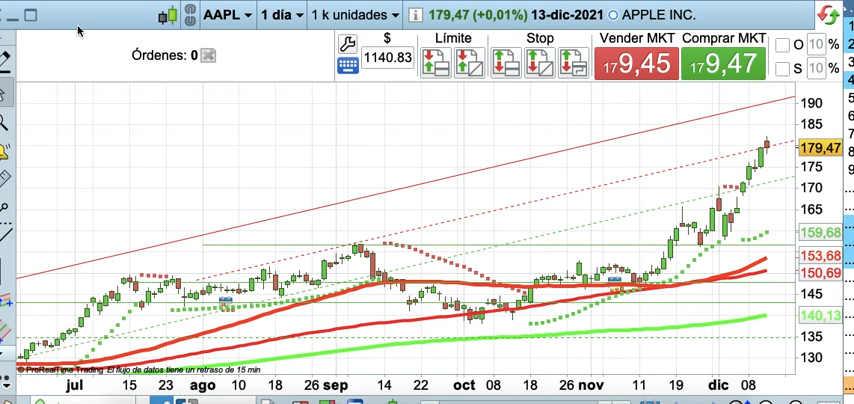 AAPL 1 día 1 k unidades 179,47 (+0,01%) 13-dic-2021 APPLE INC.
Órdenes: 0
$ Límite Stop Vender MKT Comprar MKT
1140.83
179,45 179,47
O 10 %
S 10 %
190
185
179,47
175
170
165
159,68
153,68
150,69
145
140,13
135
130
© ProRealTime Trading El flujo de datos tiene un retraso de 15 min
jul 15 23 ago 10 18 26 sep 14 22 oct 08 18 26 nov 11 19 dic 08